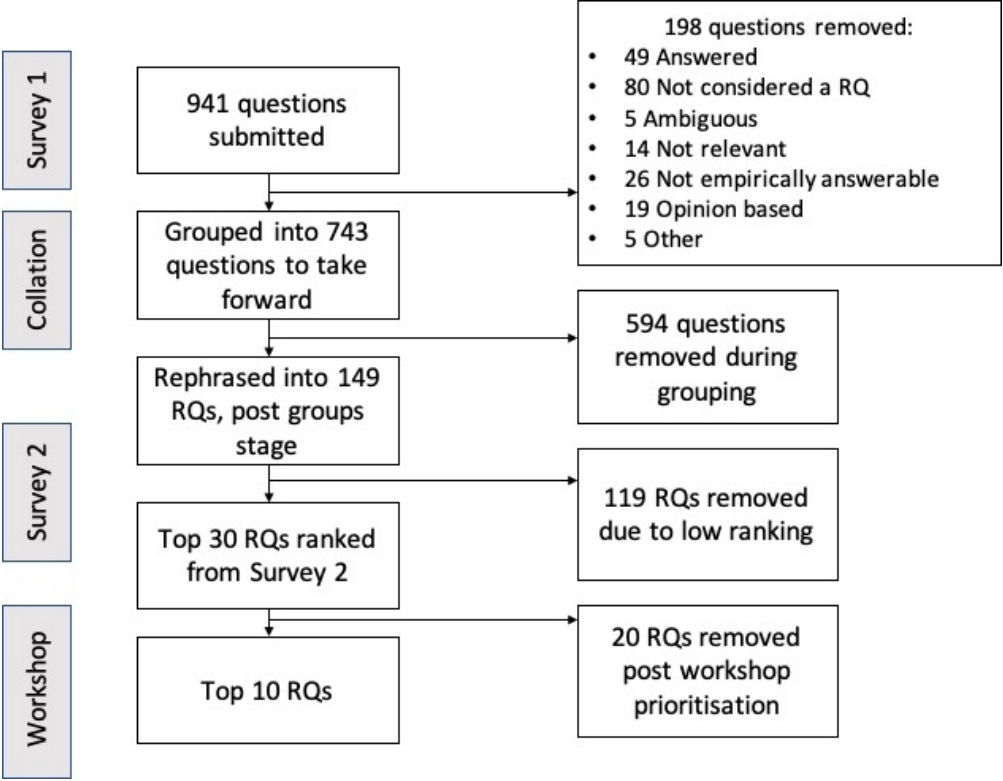 Survey 1
941 questions
submitted
198 questions removed:
• 49 Answered
• 80 Not considered a RQ
• 5 Ambiguous
• 14 Not relevant
• 26 Not empirically answerable
• 19 Opinion based
• 5 Other
Collation
Grouped into 743
questions to take
forward
594 questions
removed during
grouping
Rephrased into 149
RQs, post groups
stage
Survey 2
119 RQs removed
due to low ranking
Top 30 RQs ranked
from Survey 2
Workshop
20 RQs removed
post workshop
prioritisation
Top 10 RQs